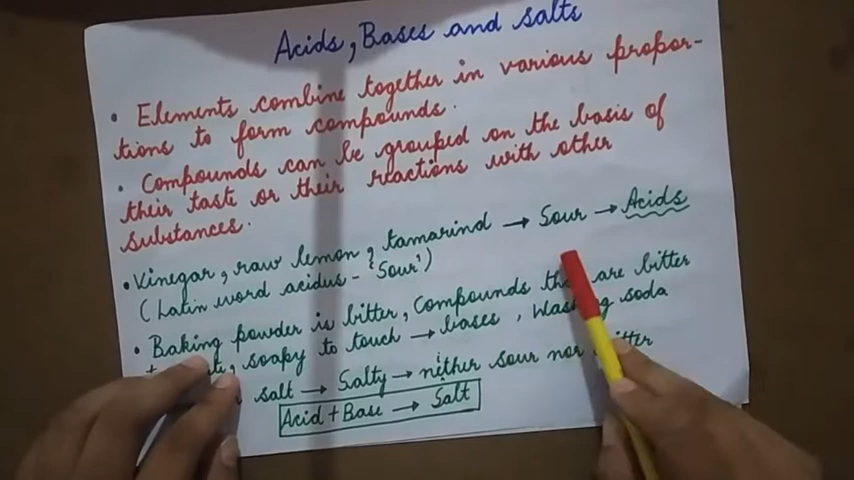 Acids, Bases and salts
• Elements combine together in various propor-
tions to form compounds.
• Compounds can be grouped on the basis of
their taste or their reactions with other
substances.
• Vinegar, raw lemon, tamarind → Sour → Acids
(Latin word acidus - 'Sour')
• Baking powder is bitter, Compounds are bitter
soapy to touch → bases, soda
salt → Salty → neither sour nor
Acid + Base → Salt